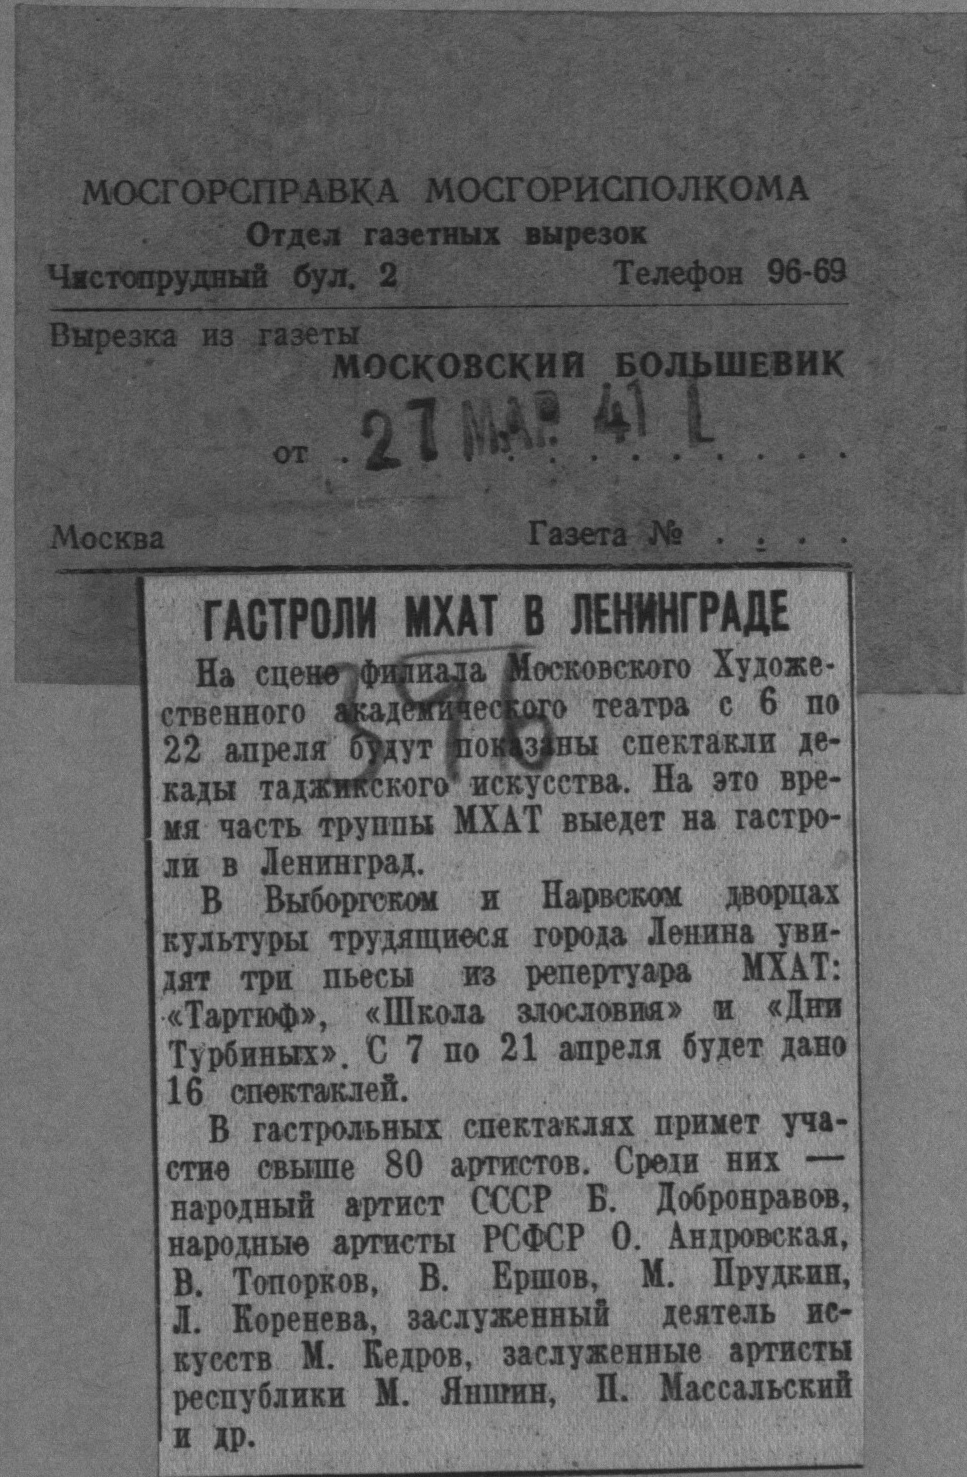 МОСГОРСПРАВКА МОСГОРИСПОЛКОМА
Отдел газетных вырезок
Чистопрудный бул. 2 Телефон 96-69
Вырезка из газеты
МОСКОВСКИЙ БОЛЬШЕВИК
от . 27 МАР. 41 . . . . . .
Москва Газета № . . . .
ГАСТРОЛИ МХАТ В ЛЕНИНГРАДЕ
396
На сцене филиала Московского Художе-
ственного академического театра с 6 по
22 апреля будут показаны спектакли де-
кады таджикского искусства. На это вре-
мя часть труппы МХАТ выедет на гастро-
ли в Ленинград.
В Выборгском и Нарвском дворцах
культуры трудящиеся города Ленина уви-
дят три пьесы из репертуара МХАТ:
«Тартюф», «Школа злословия» и «Дни
Турбиных». С 7 по 21 апреля будет дано
16 спектаклей.
В гастрольных спектаклях примет уча-
стие свыше 80 артистов. Среди них —
народный артист СССР Б. Добронравов,
народные артисты РСФСР О. Андровская,
В. Топорков, В. Ершов, М. Прудкин,
Л. Коренева, заслуженный деятель ис-
кусств М. Кедров, заслуженные артисты
республики М. Яншин, П. Массальский
и др.